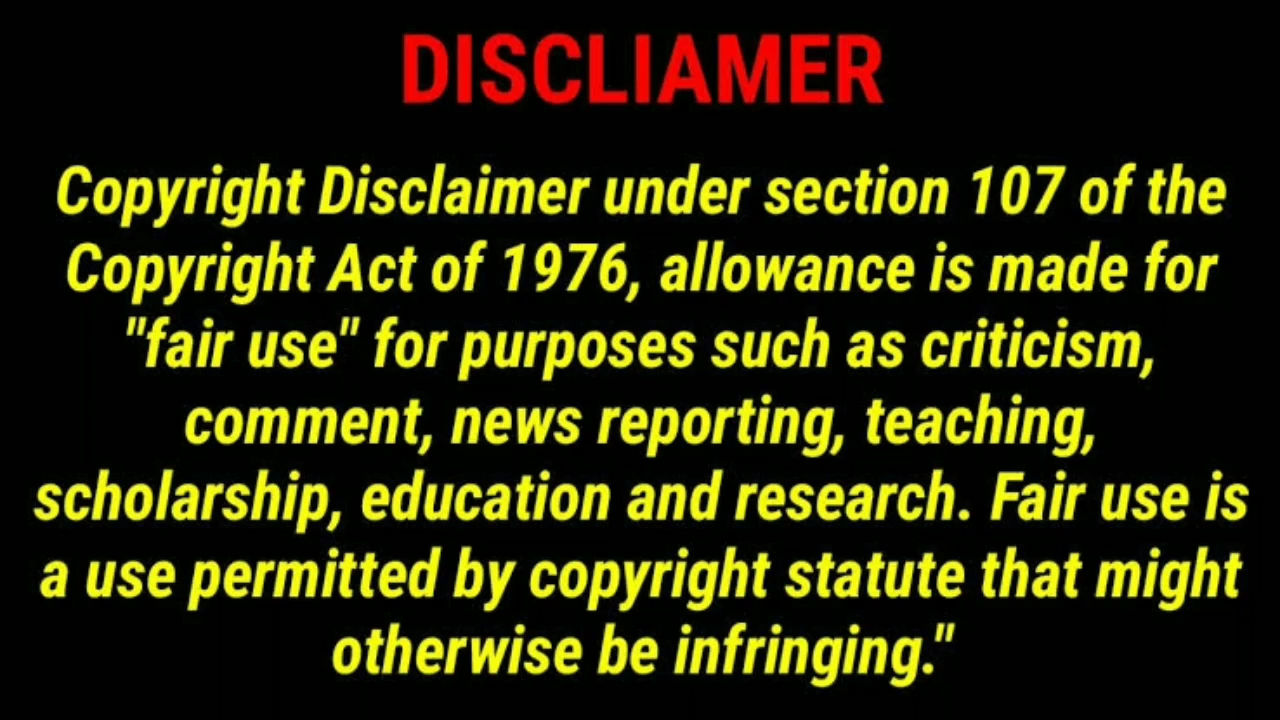 DISCLIAMER
Copyright Disclaimer under section 107 of the
Copyright Act of 1976, allowance is made for
"fair use" for purposes such as criticism,
comment, news reporting, teaching,
scholarship, education and research. Fair use is
a use permitted by copyright statute that might
otherwise be infringing."